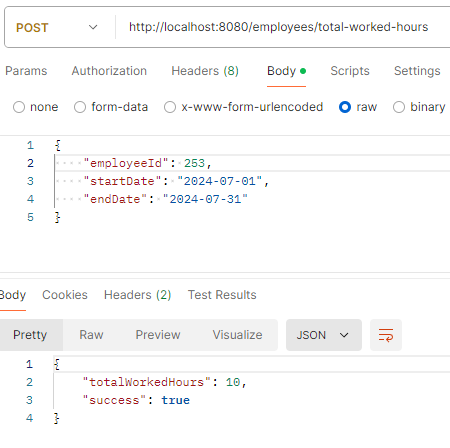 POST http://localhost:8080/employees/total-worked-hours
Params Authorization Headers (8) Body Scripts Settings
none form-data x-www-form-urlencoded raw binary
1 {
2 "employeeId": 253,
3 "startDate": "2024-07-01",
4 "endDate": "2024-07-31"
5 }
Body Cookies Headers (2) Test Results
Pretty Raw Preview Visualize JSON
1 {
2 "totalWorkedHours": 10,
3 "success": true
4 }